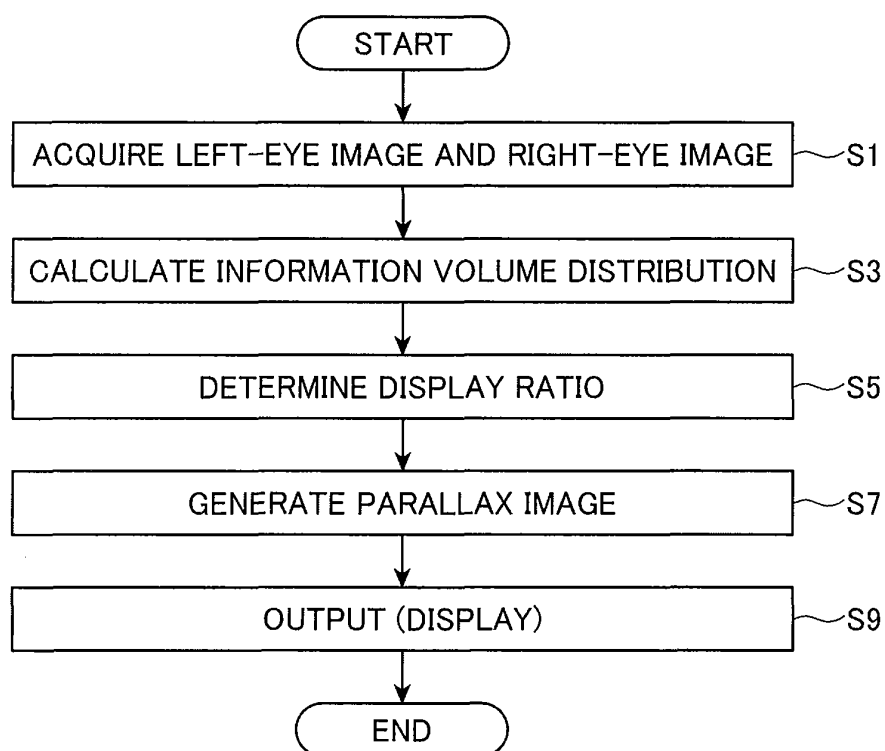 START
ACQUIRE LEFT-EYE IMAGE AND RIGHT-EYE IMAGE S1
CALCULATE INFORMATION VOLUME DISTRIBUTION S3
DETERMINE DISPLAY RATIO S5
GENERATE PARALLAX IMAGE S7
OUTPUT (DISPLAY) S9
END